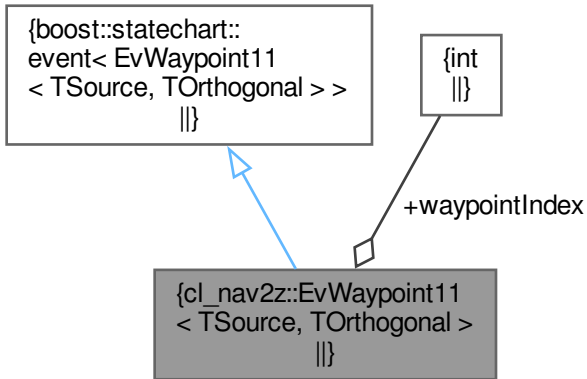 {boost::statechart::
event< EvWaypoint11
< TSource, TOrthogonal > >
||}
{int
||}
+waypointIndex
{cl_nav2z::EvWaypoint11
< TSource, TOrthogonal >
||}